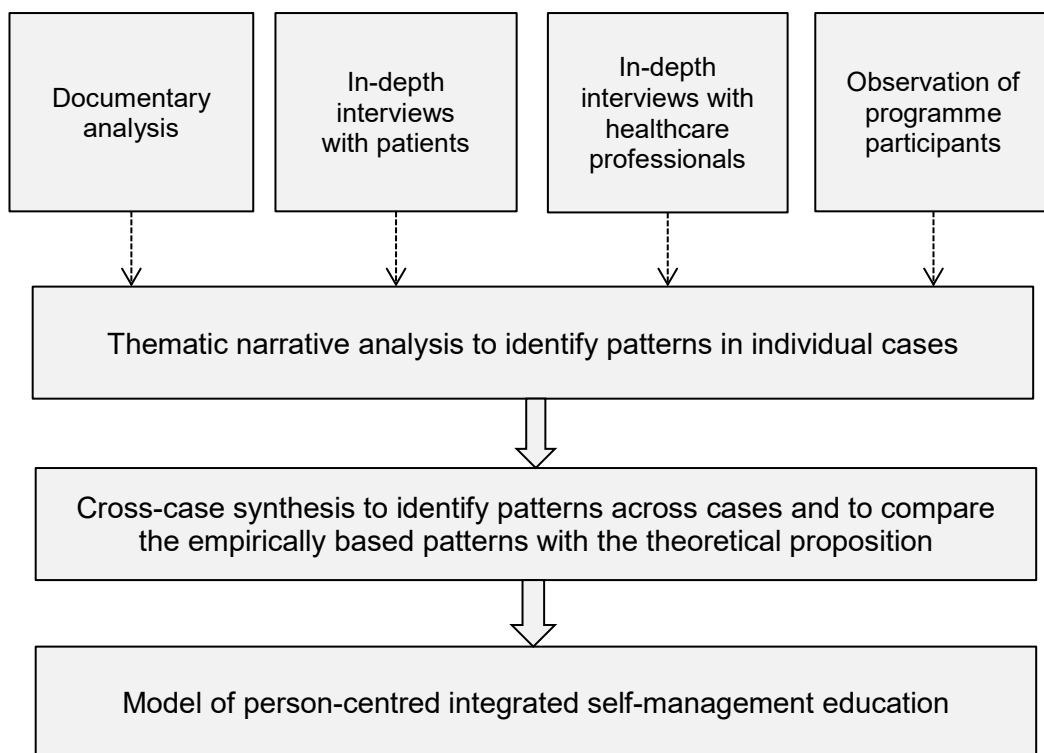 Documentary
analysis
In-depth
interviews
with patients
In-depth
interviews with
healthcare
professionals
Observation of
programme
participants
Thematic narrative analysis to identify patterns in individual cases
Cross-case synthesis to identify patterns across cases and to compare
the empirically based patterns with the theoretical proposition
Model of person-centred integrated self-management education